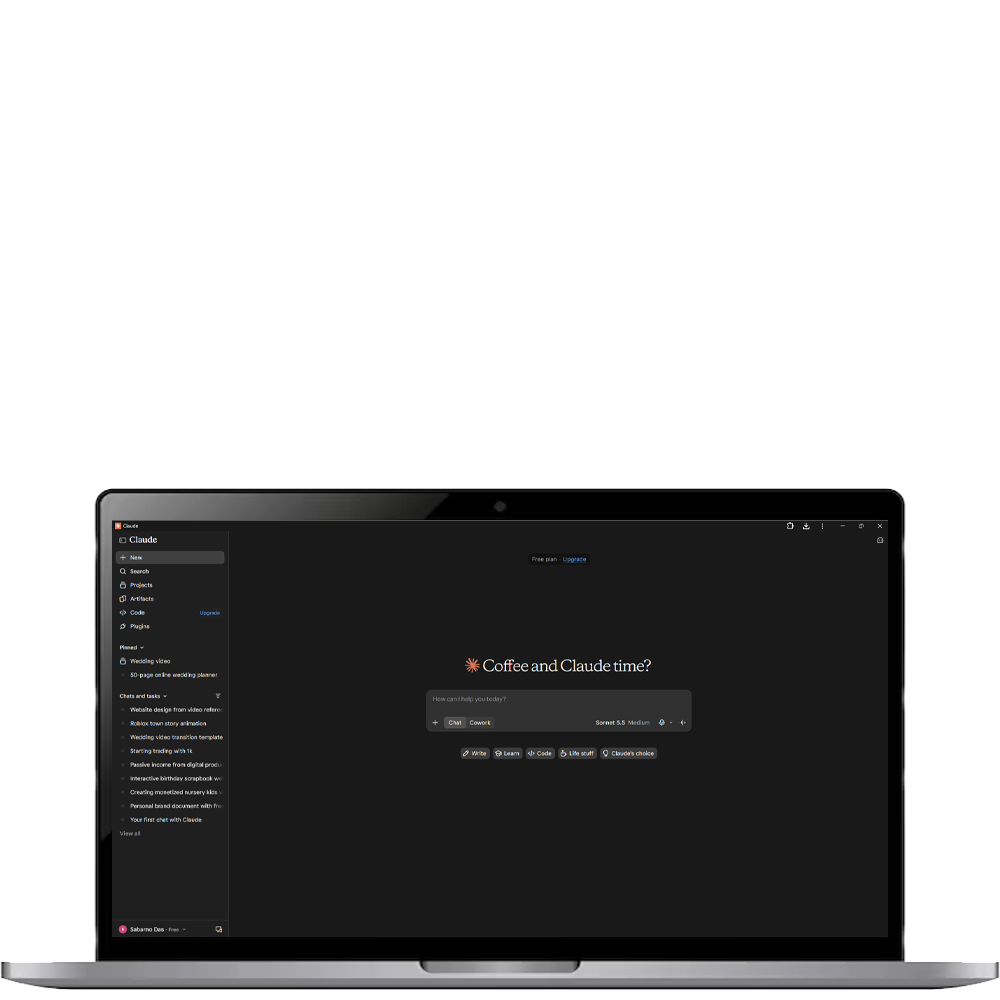 Claude
Claude
New
Search
Projects
Artifacts
Code Upgrade
Plugins
Pinned
Wedding video
50-page online wedding planner
Chats and tasks
Website design from video refere
Roblox town story animation
Wedding video transition template
Starting trading with 1k
Passive income from digital produ
Interactive birthday scrapbook we
Creating monetized nursery kids v
Personal brand document with free
Your first chat with Claude
View all
Sabarno Das · Free
Free plan · Upgrade
Coffee and Claude time?
How can I help you today?
Chat Cowork Sonnet 5.5 Medium
Write Learn Code Life stuff Claude's choice